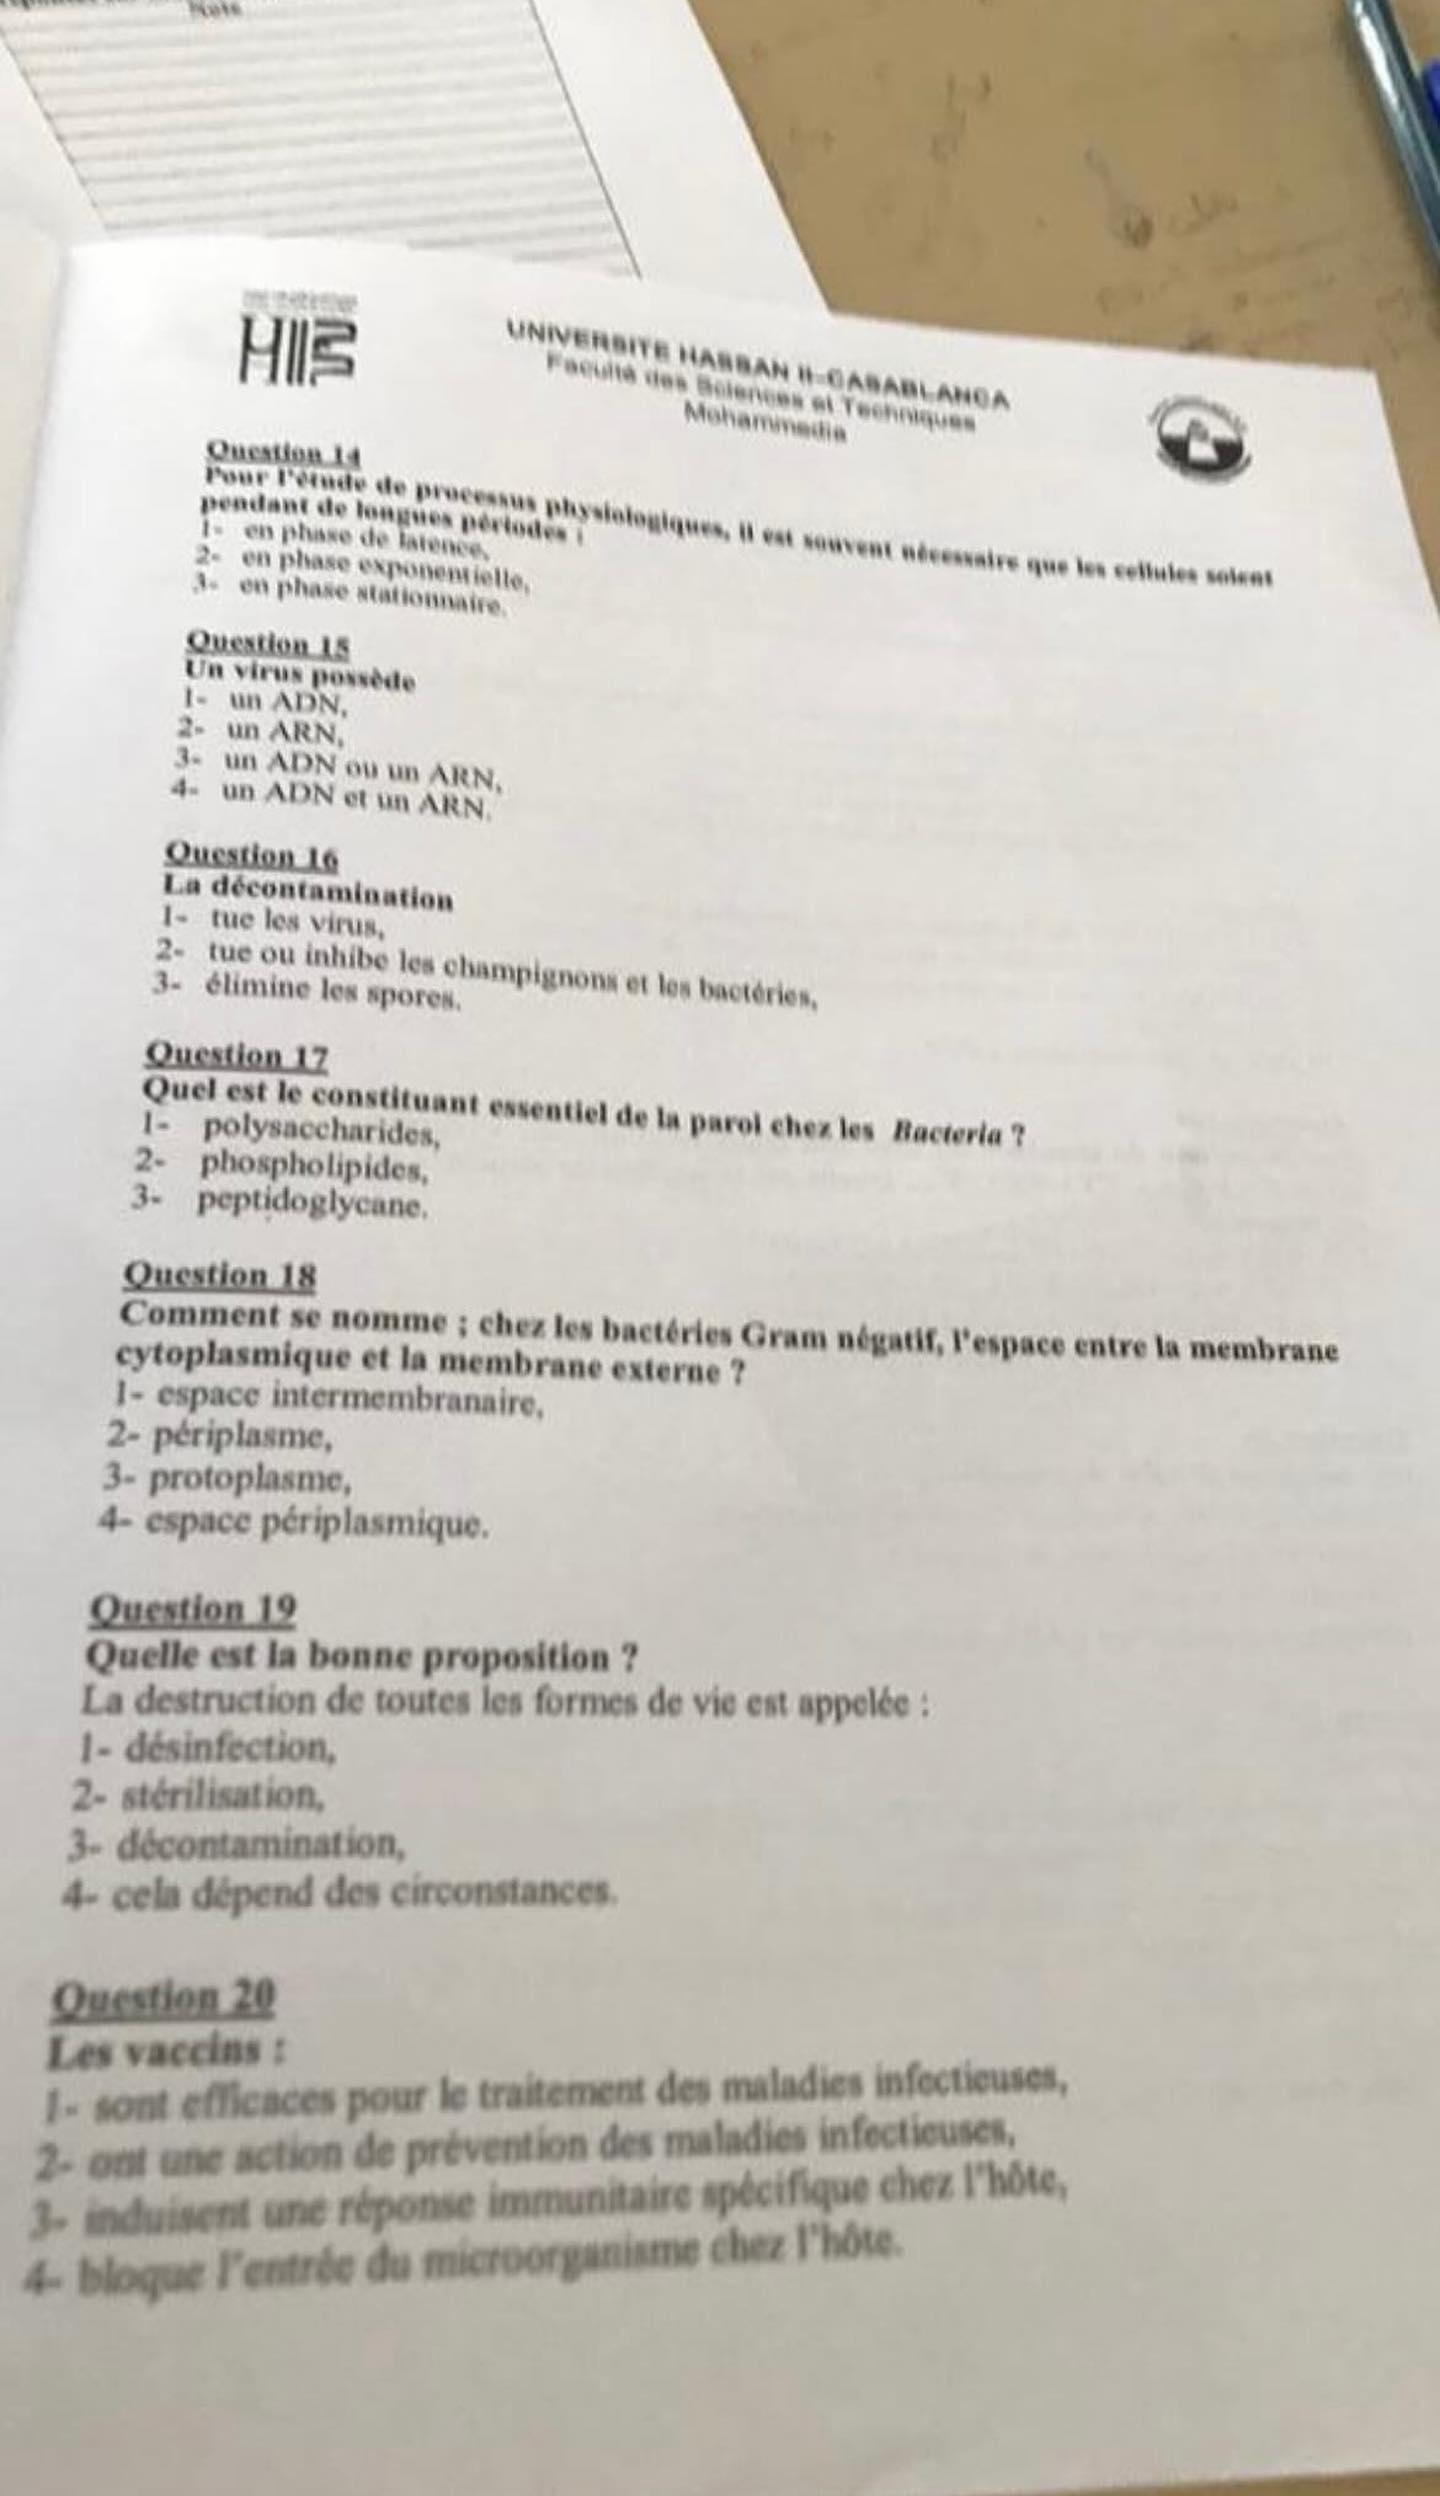 Note
UNIVERSITE HASSAN II-CASABLANCA
Faculté des Sciences et Techniques
Mohammedia
Question 14
Pour l'étude de processus physiologiques, il est souvent nécessaire que les cellules soient
pendant de longues périodes :
1- en phase de latence,
2- en phase exponentielle,
3- en phase stationnaire.
Question 15
Un virus possède
1- un ADN,
2- un ARN,
3- un ADN ou un ARN,
4- un ADN et un ARN.
Question 16
La décontamination
1- tue les virus,
2- tue ou inhibe les champignons et les bactéries,
3- élimine les spores.
Question 17
Quel est le constituant essentiel de la paroi chez les Bacteria ?
1- polysaccharides,
2- phospholipides,
3- peptidoglycane.
Question 18
Comment se nomme ; chez les bactéries Gram négatif, l'espace entre la membrane
cytoplasmique et la membrane externe ?
1- espace intermembranaire,
2- périplasme,
3- protoplasme,
4- espace périplasmique.
Question 19
Quelle est la bonne proposition ?
La destruction de toutes les formes de vie est appelée :
1- désinfection,
2- stérilisation,
3- décontamination,
4- cela dépend des circonstances.
Question 20
Les vaccins :
1- sont efficaces pour le traitement des maladies infectieuses,
2- ont une action de prévention des maladies infectieuses,
3- induisent une réponse immunitaire spécifique chez l'hôte,
4- bloque l'entrée du microorganisme chez l'hôte.